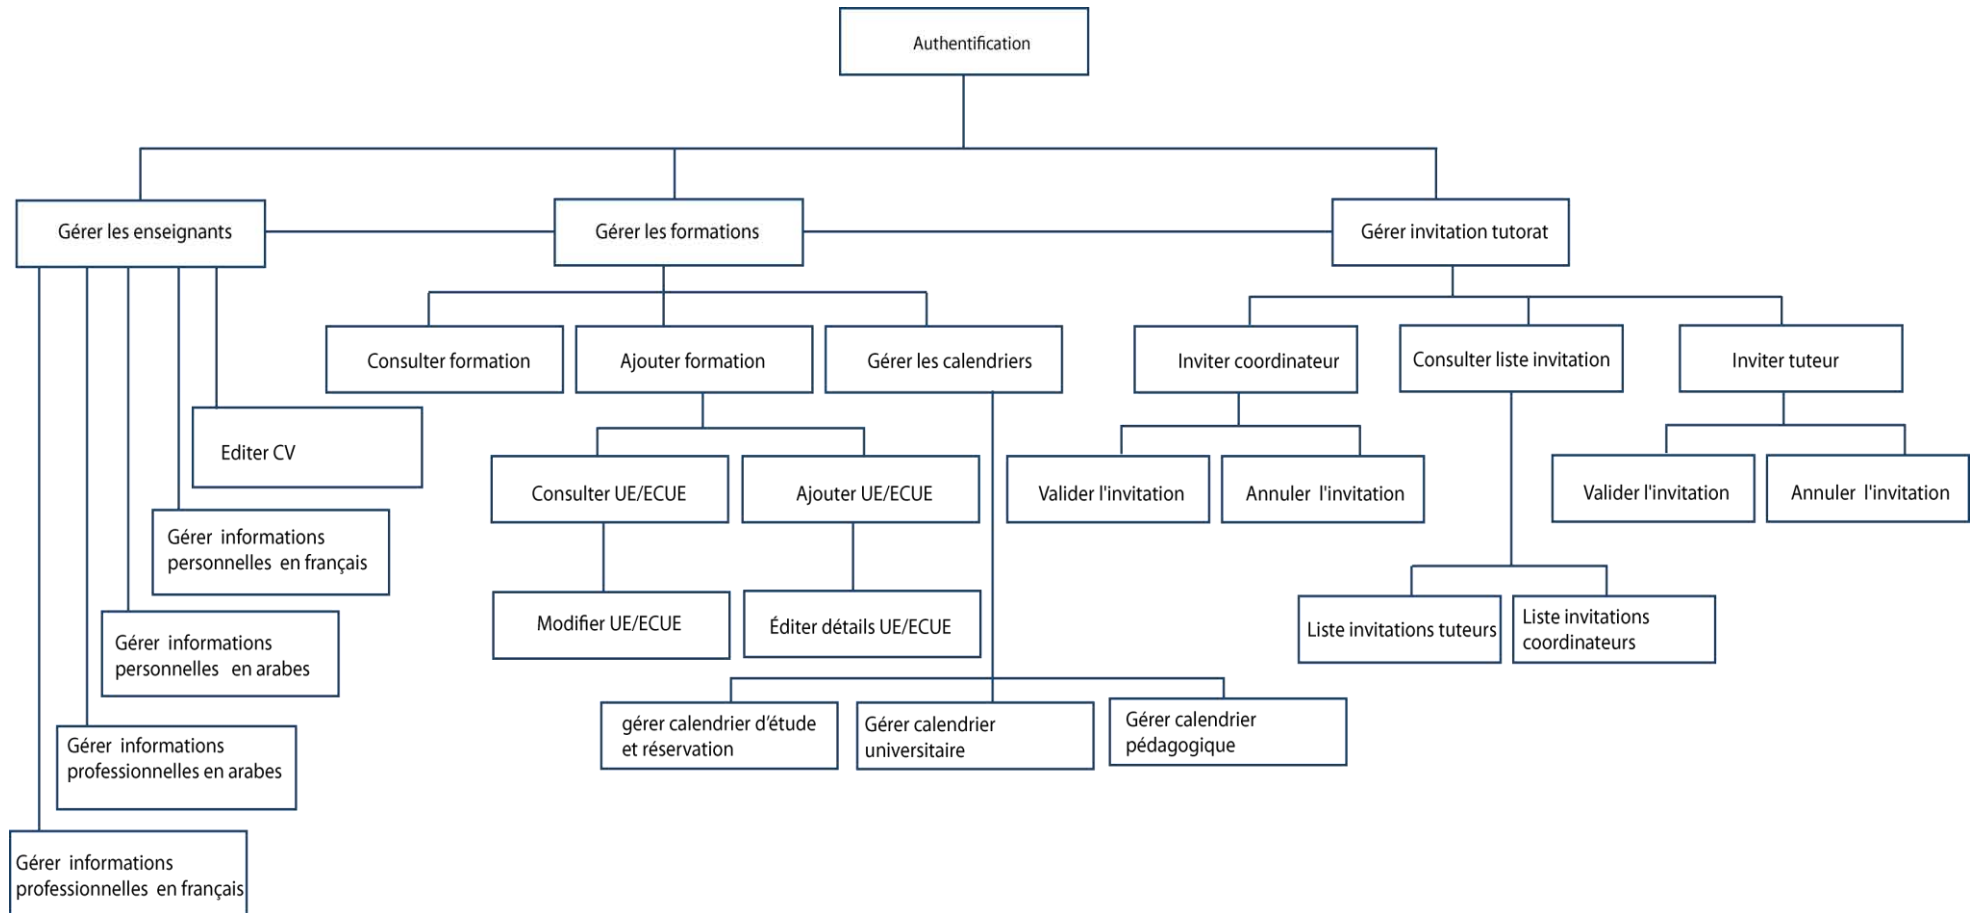 Authentification
Gérer les enseignants
Gérer les formations
Gérer invitation tutorat
Consulter formation
Ajouter formation
Gérer les calendriers
Inviter coordinateur
Consulter liste invitation
Inviter tuteur
Editer CV
Consulter UE/ECUE
Ajouter UE/ECUE
Valider l'invitation
Annuler l'invitation
Valider l'invitation
Annuler l'invitation
Gérer informations
personnelles en français
Modifier UE/ECUE
Éditer détails UE/ECUE
Liste invitations tuteurs
Liste invitations
coordinateurs
Gérer informations
personnelles en arabes
gérer calendrier d'étude
et réservation
Gérer calendrier
universitaire
Gérer calendrier
pédagogique
Gérer informations
professionnelles en arabes
Gérer informations
professionnelles en français